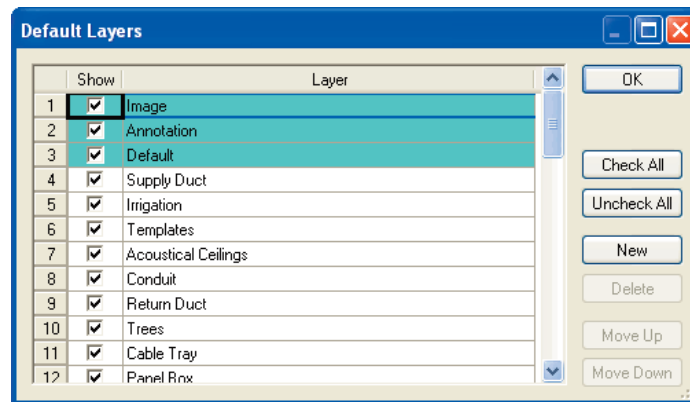 Default Layers
Show Layer
1 Image
2 Annotation
3 Default
4 Supply Duct
5 Irrigation
6 Templates
7 Acoustical Ceilings
8 Conduit
9 Return Duct
10 Trees
11 Cable Tray
12 Panel Box
OK
Check All
Uncheck All
New
Delete
Move Up
Move Down